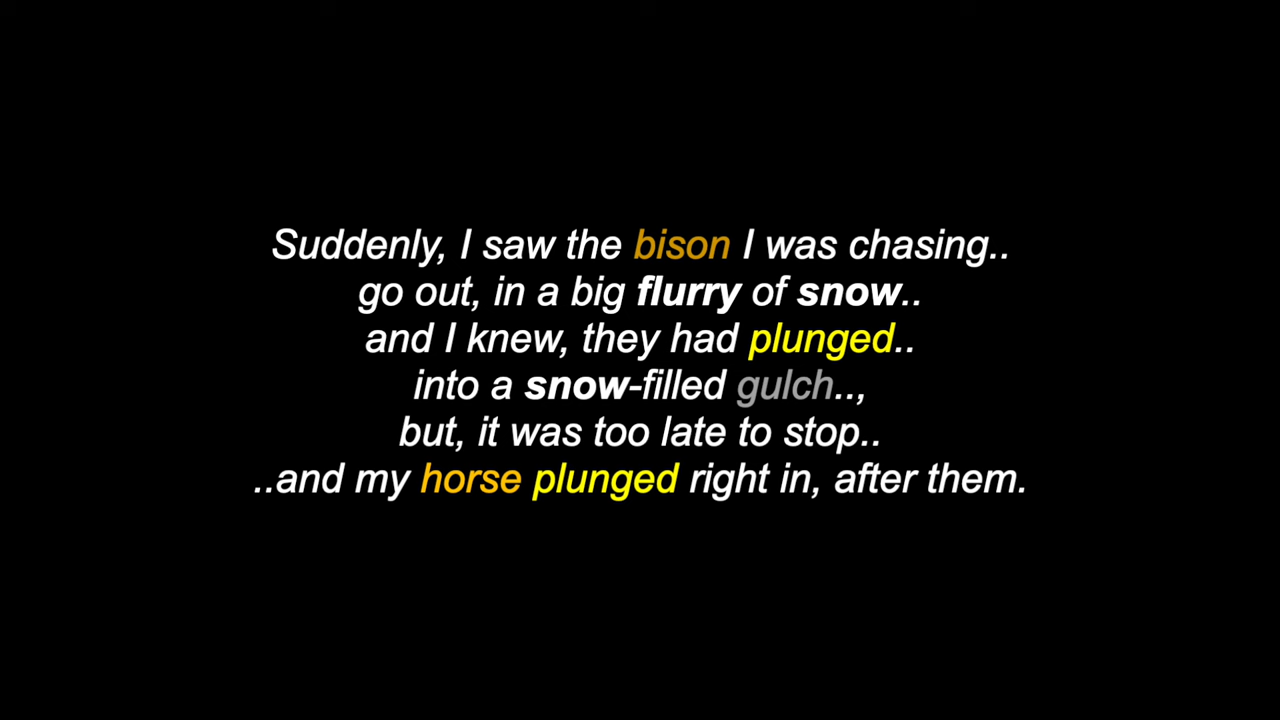 Suddenly, I saw the bison I was chasing..
go out, in a big flurry of snow..
and I knew, they had plunged..
into a snow-filled gulch..,
but, it was too late to stop..
..and my horse plunged right in, after them.